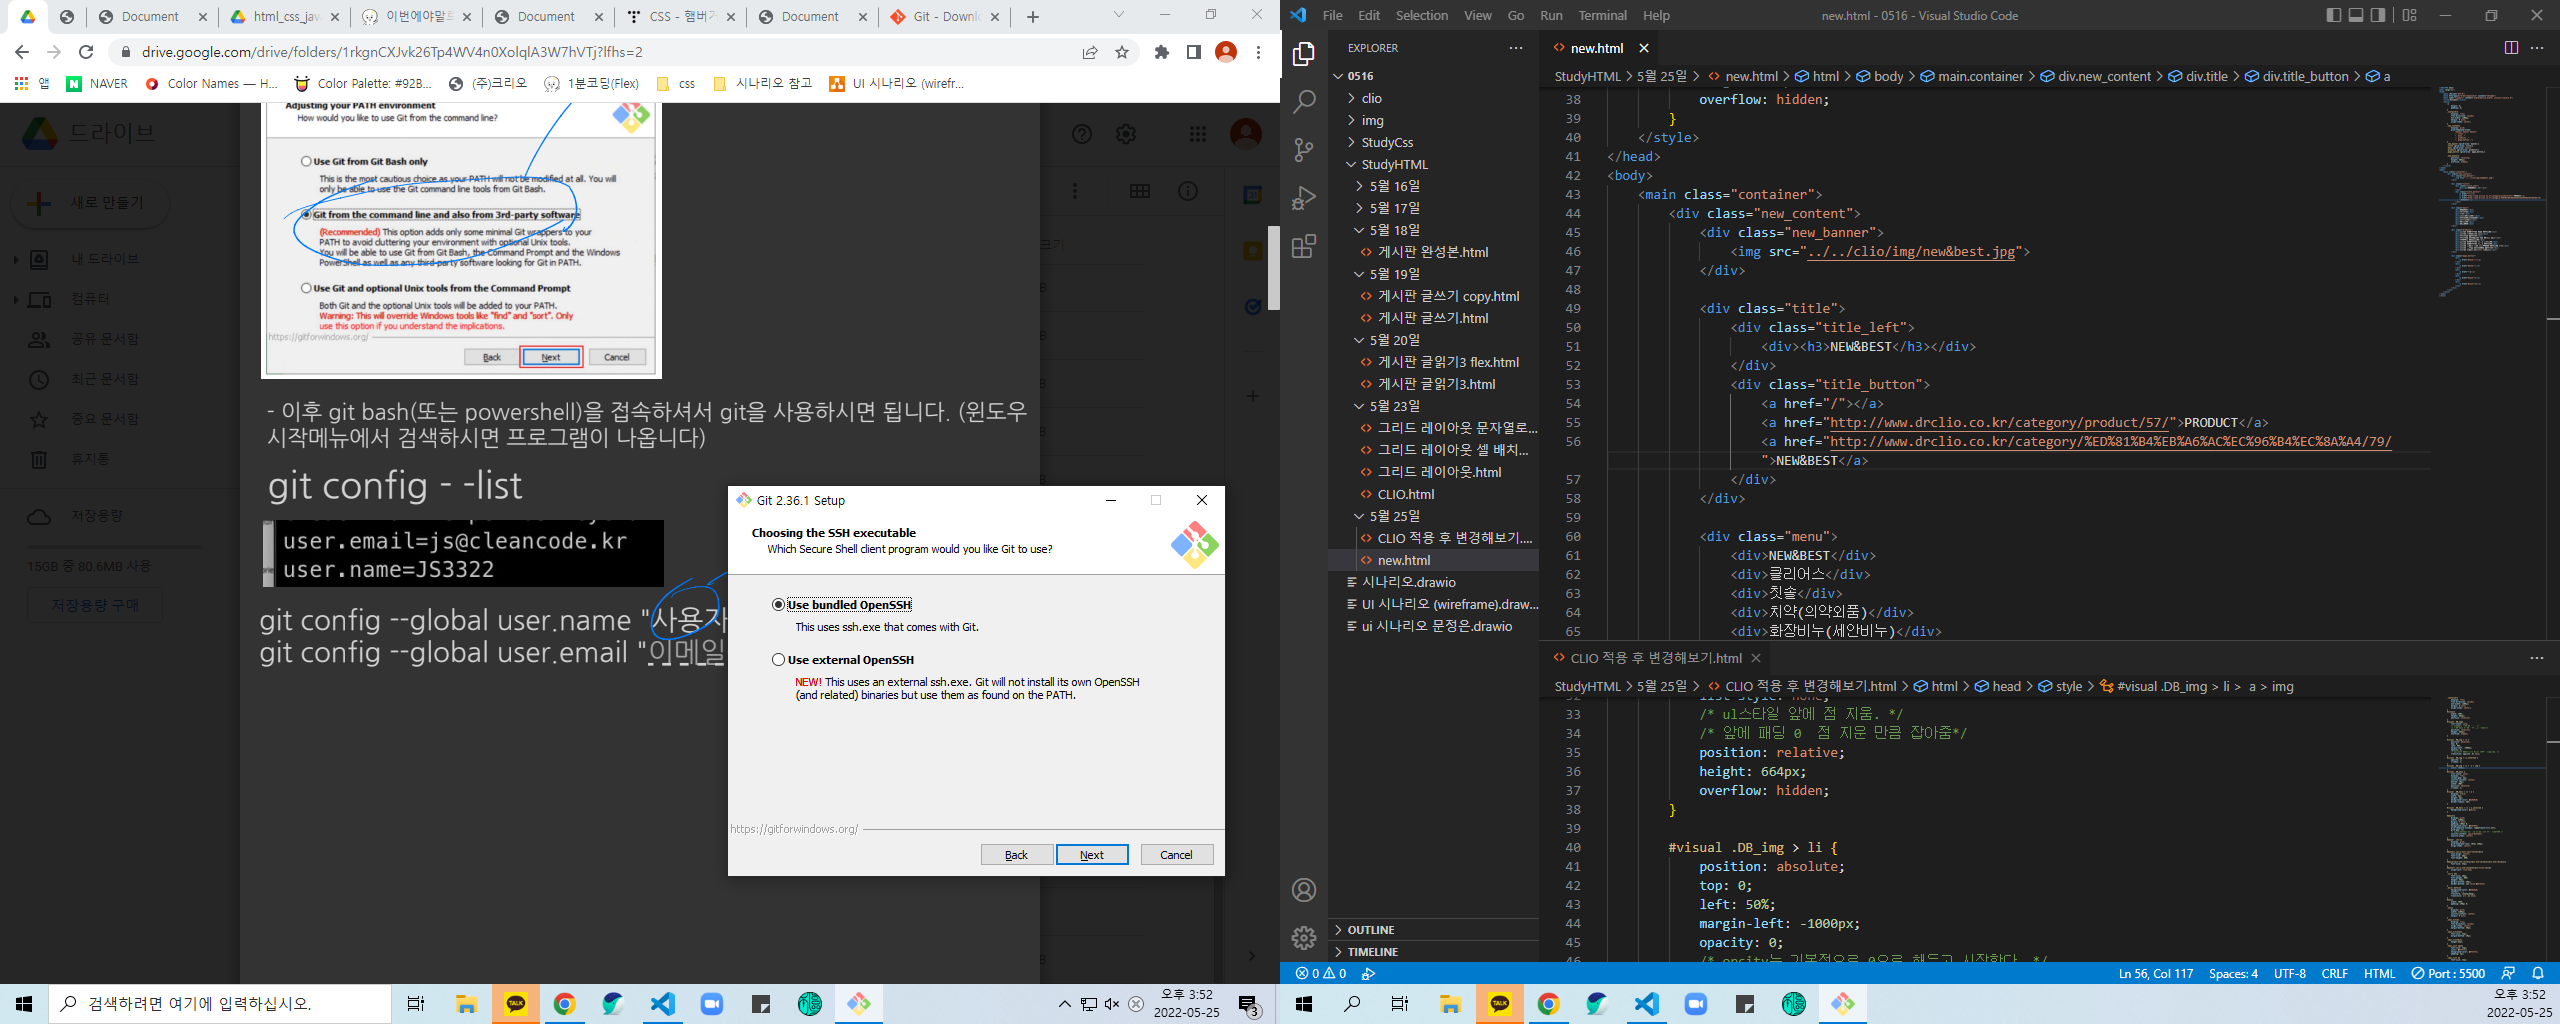 Document
Document
html_css_jav
이번에야말로
Document
CSS - 햄버거
Document
Git - Downlo
drive.google.com/drive/folders/1rkgnCXJvk26Tp4WV4n0XolqlA3W7hVTj?lfhs=2
앱
NAVER
Color Names — H...
Color Palette: #92B...
(주)크리오
1분코딩(Flex)
css
시나리오 참고
UI 시나리오 (wirefr...
드라이브
새로 만들기
내 드라이브
컴퓨터
공유 문서함
최근 문서함
중요 문서함
휴지통
저장용량
15GB 중 80.6MB 사용
저장용량 구매
크기
Adjusting your PATH environment
How would you like to use Git from the command line?
Use Git from Git Bash only
This is the most cautious choice as your PATH will not be modified at all. You will
only be able to use the Git command line tools from Git Bash.
Git from the command line and also from 3rd-party software
(Recommended) This option adds only some minimal Git wrappers to your
PATH to avoid cluttering your environment with optional Unix tools.
You will be able to use Git from Git Bash, the Command Prompt and the Windows
PowerShell as well as any third-party software looking for Git in PATH.
Use Git and optional Unix tools from the Command Prompt
Both Git and the optional Unix tools will be added to your PATH.
Warning: This will override Windows tools like "find" and "sort". Only
use this option if you understand the implications.
https://gitforwindows.org/
Back
Next
Cancel
- 이후 git bash(또는 powershell)을 접속하셔서 git을 사용하시면 됩니다. (윈도우
시작메뉴에서 검색하시면 프로그램이 나옵니다)
git config - -list
user.email=js@cleancode.kr
user.name=JS3322
git config --global user.name "사용자
git config --global user.email "이메일
Git 2.36.1 Setup
Choosing the SSH executable
Which Secure Shell client program would you like Git to use?
Use bundled OpenSSH
This uses ssh.exe that comes with Git.
Use external OpenSSH
NEW! This uses an external ssh.exe. Git will not install its own OpenSSH
(and related) binaries but use them as found on the PATH.
https://gitforwindows.org/
Back
Next
Cancel
검색하려면 여기에 입력하십시오.
TALK
오후 3:52
2022-05-25
3
File Edit Selection View Go Run Terminal Help
new.html - 0516 - Visual Studio Code
EXPLORER
0516
clio
img
StudyCss
StudyHTML
5월 16일
5월 17일
5월 18일
게시판 완성본.html
5월 19일
게시판 글쓰기 copy.html
게시판 글쓰기.html
5월 20일
게시판 글읽기3 flex.html
게시판 글읽기3.html
5월 23일
그리드 레이아웃 문자열로...
그리드 레이아웃 셀 배치...
그리드 레이아웃.html
CLIO.html
5월 25일
CLIO 적용 후 변경해보기....
new.html
시나리오.drawio
UI 시나리오 (wireframe).draw...
ui 시나리오 문정은.drawio
OUTLINE
TIMELINE
new.html
StudyHTML > 5월 25일 > new.html > html > body > main.container > div.new_content > div.title > div.title_button > a
38 overflow: hidden;
39 }
40 </style>
41 </head>
42 <body>
43 <main class="container">
44 <div class="new_content">
45 <div class="new_banner">
46 <img src="../../clio/img/new&best.jpg">
47 </div>
48
49 <div class="title">
50 <div class="title_left">
51 <div><h3>NEW&BEST</h3></div>
52 </div>
53 <div class="title_button">
54 <a href="/"></a>
55 <a href="http://www.drclio.co.kr/category/product/57/">PRODUCT</a>
56 <a href="http://www.drclio.co.kr/category/%ED%81%B4%EB%A6%AC%EC%96%B4%EC%8A%A4/79/
">NEW&BEST</a>
57 </div>
58 </div>
59
60 <div class="menu">
61 <div>NEW&BEST</div>
62 <div>클리어스</div>
63 <div>칫솔</div>
64 <div>치약(의약외품)</div>
65 <div>화장비누(세안비누)</div>
CLIO 적용 후 변경해보기.html
StudyHTML > 5월 25일 > CLIO 적용 후 변경해보기.html > html > head > style > #visual .DB_img > li > a > img
33 /* ul스타일 앞에 점 지움. */
34 /* 앞에 패딩 0 점 지운 만큼 잡아줌*/
35 position: relative;
36 height: 664px;
37 overflow: hidden;
38 }
39
40 #visual .DB_img > li {
41 position: absolute;
42 top: 0;
43 left: 50%;
44 margin-left: -1000px;
45 opacity: 0;
0 0
Ln 56, Col 117
Spaces: 4
UTF-8
CRLF
HTML
Port : 5500
TALK
오후 3:52
2022-05-25